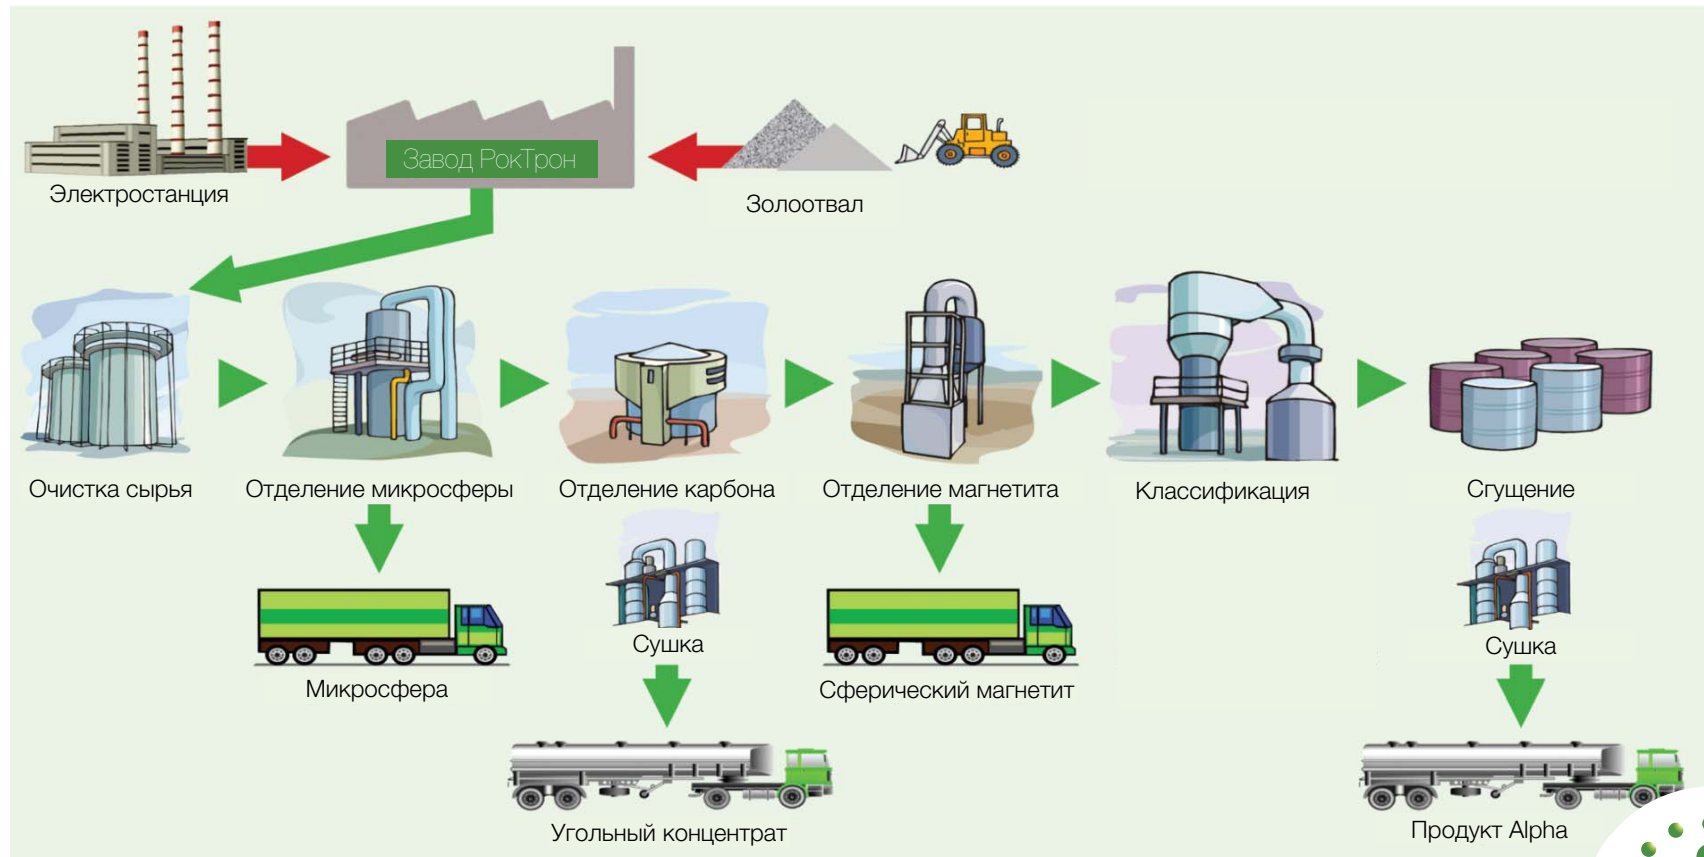 Завод РокТрон
Электростанция
Золоотвал
Очистка сырья
Отделение микросферы
Отделение карбона
Отделение магнетита
Классификация
Сгущение
Сушка
Сушка
Микросфера
Сферический магнетит
Угольный концентрат
Продукт Alpha